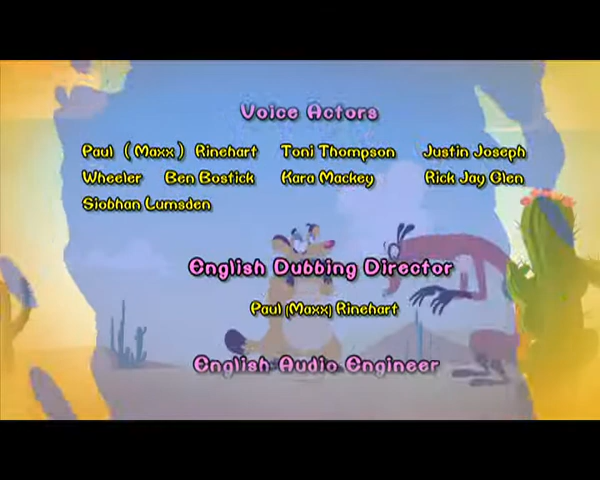 Voice Actors
Paul (Maxx) Rinehart Toni Thompson Justin Joseph
Wheeler Ben Bostick Kara Mackey Rick Jay Glen
Siobhan Lumsden
English Dubbing Director
Paul (Maxx) Rinehart
English Audio Engineer